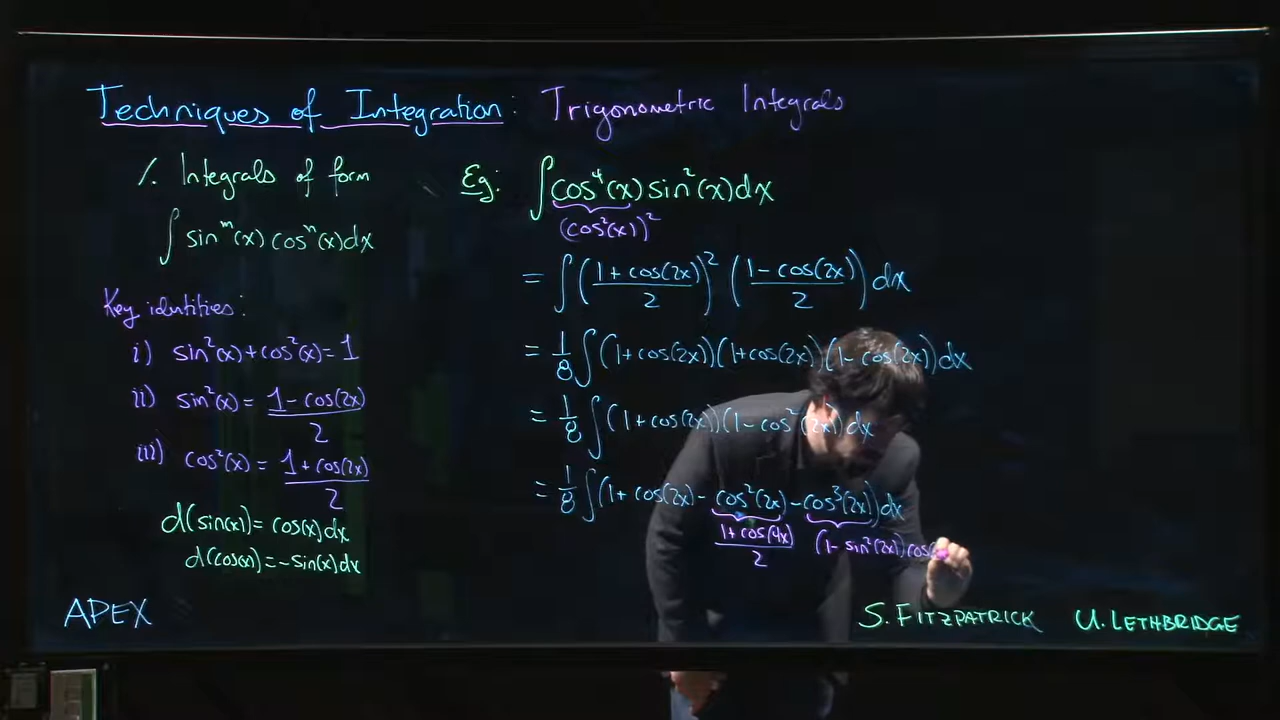 Techniques of Integration: Trigonometric Integrals
1. Integrals of form
∫ sin^m(x) cos^n(x)dx
Key identities:
i) sin²(x)+cos²(x)=1
ii) sin²(x)= (1-cos(2x))/2
iii) cos²(x)= (1+cos(2x))/2
d(sin(x))= cos(x)dx
d(cos(x))=-sin(x)dx
APEX
Eg: ∫cos⁴(x)sin²(x)dx
(cos²(x))²
= ∫((1+cos(2x))/2)² ((1-cos(2x))/2) dx
= 1/8 ∫(1+cos(2x))(1+cos(2x))(1-cos(2x))dx
= 1/8 ∫(1+cos(2x))(1-cos²(2x))dx
= 1/8 ∫(1+cos(2x)-cos²(2x)-cos³(2x))dx
(1+cos(4x))/2 (1-sin²(2x))cos(
S. FITZPATRICK U. LETHBRIDGE